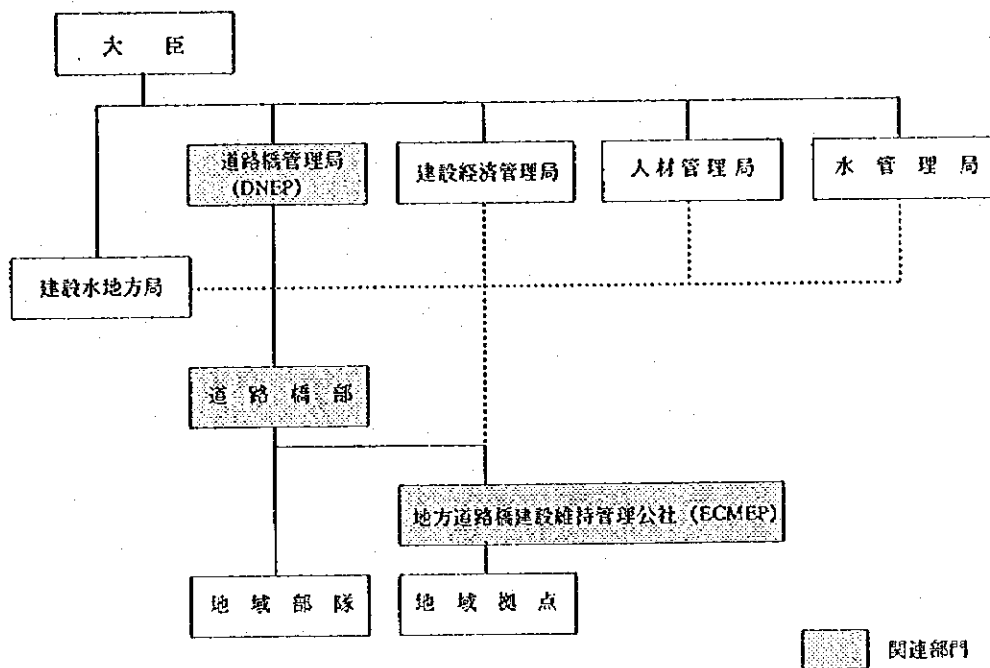 大臣
道路橋管理局
(DNEP)
建設経済管理局
人材管理局
水管理局
建設水地方局
道路橋部
地方道路橋建設維持管理公社 (ECMEP)
地域部隊
地域拠点
関連部門